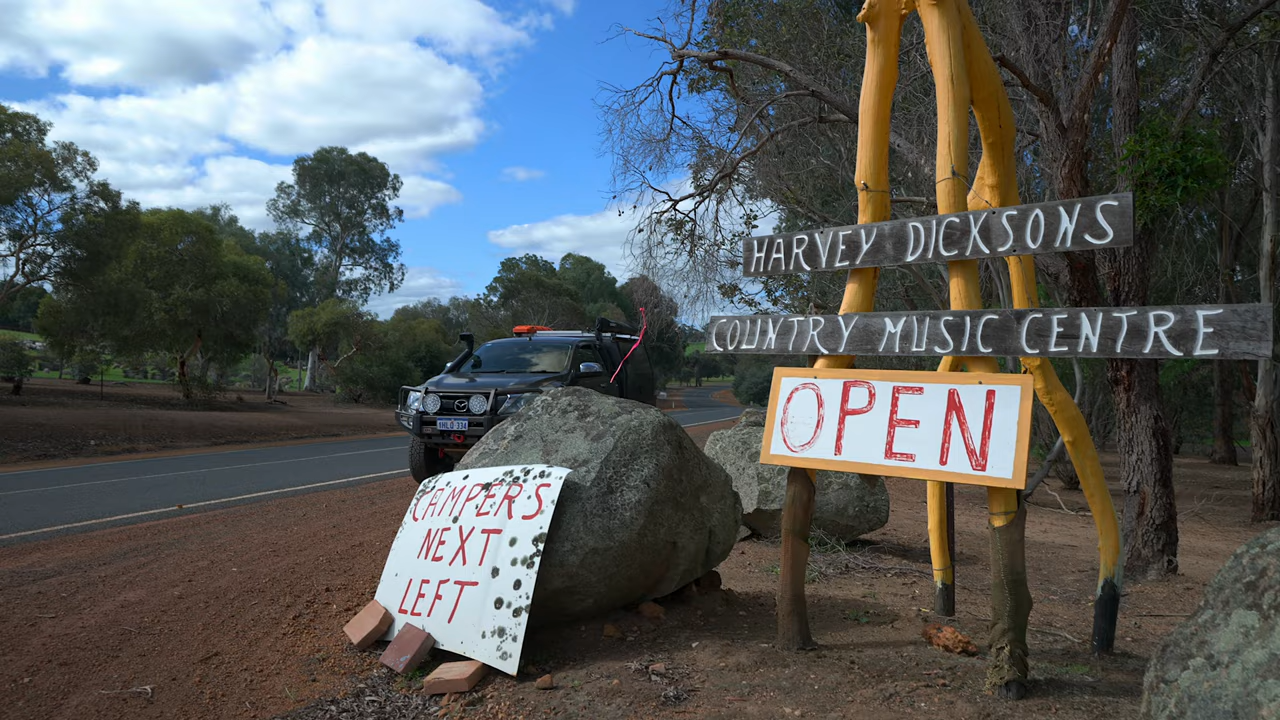 HARVEY DICKSONS
COUNTRY MUSIC CENTRE
OPEN
CAMPERS
NEXT
LEFT